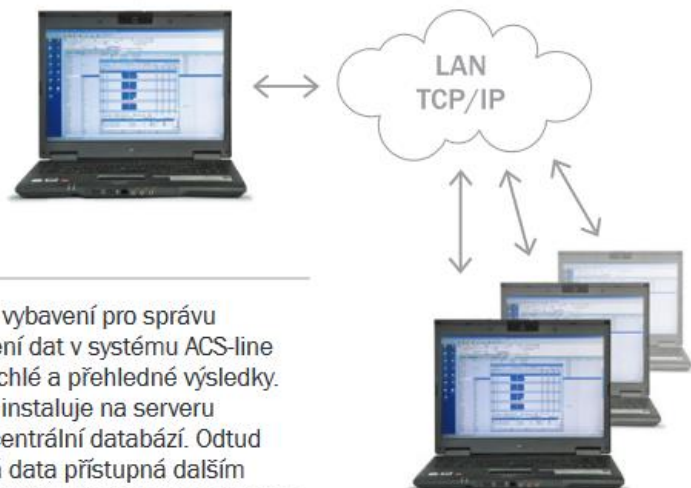 LAN
TCP/IP
vybavení pro správu
ení dat v systému ACS-line
chlé a přehledné výsledky.
instaluje na serveru
centrální databází. Odtud
data přístupná dalším